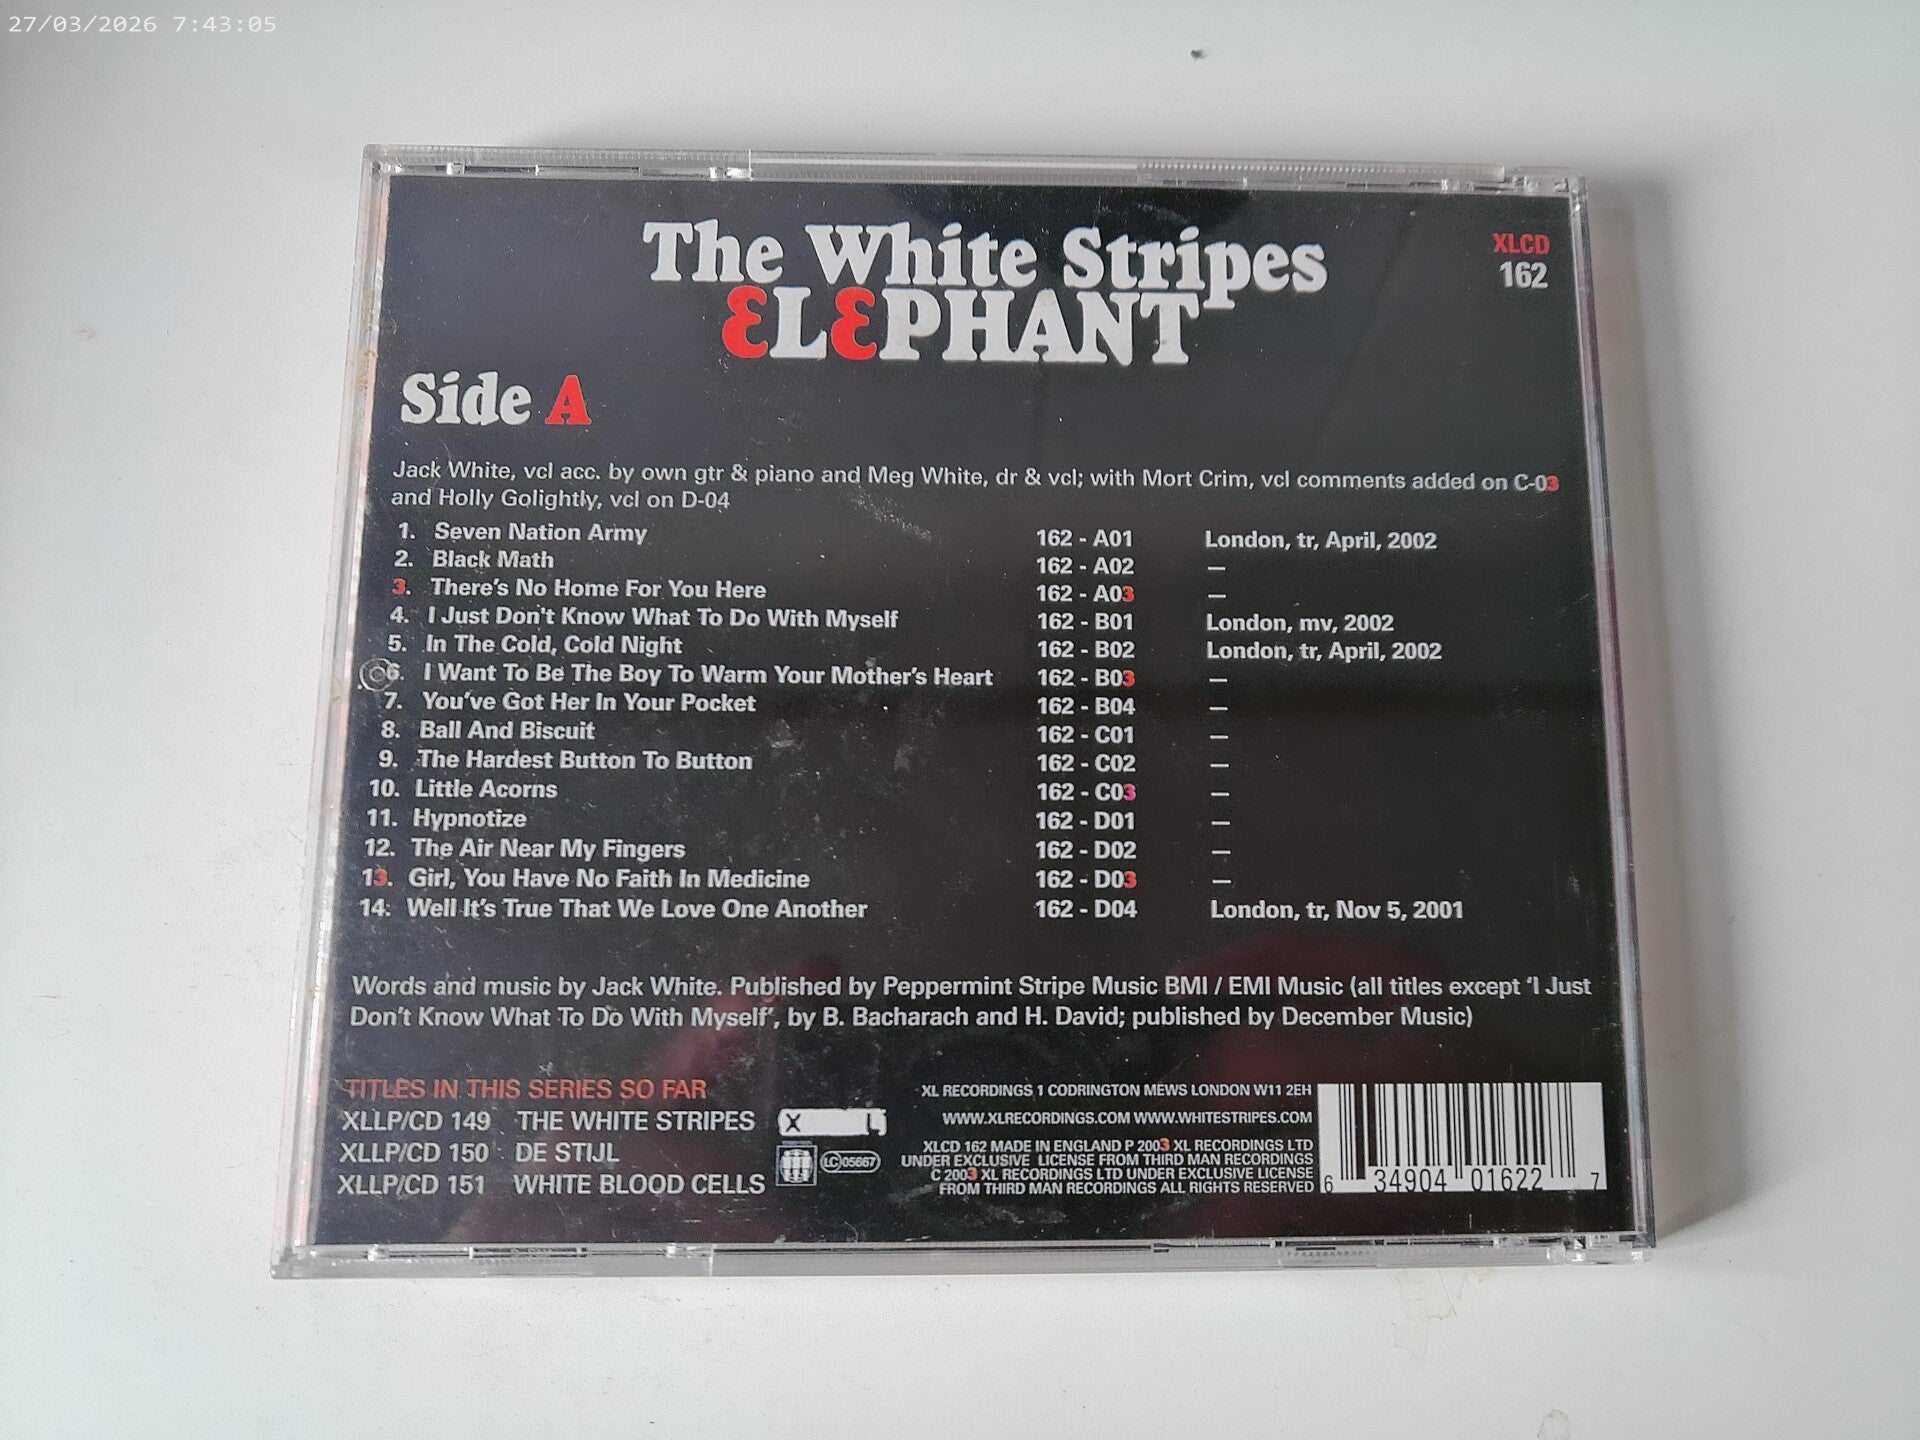 27/03/2026 7:43:05
The White Stripes
ELEPHANT
XLCD
162
Side A
Jack White, vcl acc. by own gtr & piano and Meg White, dr & vcl; with Mort Crim, vcl comments added on C-03
and Holly Golightly, vcl on D-04
1. Seven Nation Army 162 - A01 London, tr, April, 2002
2. Black Math 162 - A02 —
3. There's No Home For You Here 162 - A03 —
4. I Just Don't Know What To Do With Myself 162 - B01 London, mv, 2002
5. In The Cold, Cold Night 162 - B02 London, tr, April, 2002
6. I Want To Be The Boy To Warm Your Mother's Heart 162 - B03 —
7. You've Got Her In Your Pocket 162 - B04 —
8. Ball And Biscuit 162 - C01 —
9. The Hardest Button To Button 162 - C02 —
10. Little Acorns 162 - C03 —
11. Hypnotize 162 - D01 —
12. The Air Near My Fingers 162 - D02 —
13. Girl, You Have No Faith In Medicine 162 - D03 —
14. Well It's True That We Love One Another 162 - D04 London, tr, Nov 5, 2001
Words and music by Jack White. Published by Peppermint Stripe Music BMI / EMI Music (all titles except 'I Just
Don't Know What To Do With Myself', by B. Bacharach and H. David; published by December Music)
TITLES IN THIS SERIES SO FAR
XLLP/CD 149 THE WHITE STRIPES
XLLP/CD 150 DE STIJL
XLLP/CD 151 WHITE BLOOD CELLS
X L
LC 05667
XL RECORDINGS 1 CODRINGTON MEWS LONDON W11 2EH
WWW.XLRECORDINGS.COM WWW.WHITESTRIPES.COM
XLCD 162 MADE IN ENGLAND P 2003 XL RECORDINGS LTD
UNDER EXCLUSIVE LICENSE FROM THIRD MAN RECORDINGS
C 2003 XL RECORDINGS LTD UNDER EXCLUSIVE LICENSE
FROM THIRD MAN RECORDINGS ALL RIGHTS RESERVED
6 34904 01622 7